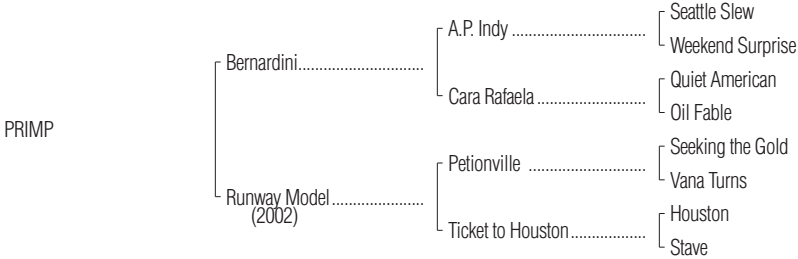 Seattle Slew
A.P. Indy ................................
Weekend Surprise
Bernardini..............................
Quiet American
Cara Rafaela ..........................
Oil Fable
PRIMP
Seeking the Gold
Petionville ............................
Vana Turns
Runway Model......................
(2002)
Houston
Ticket to Houston..................
Stave